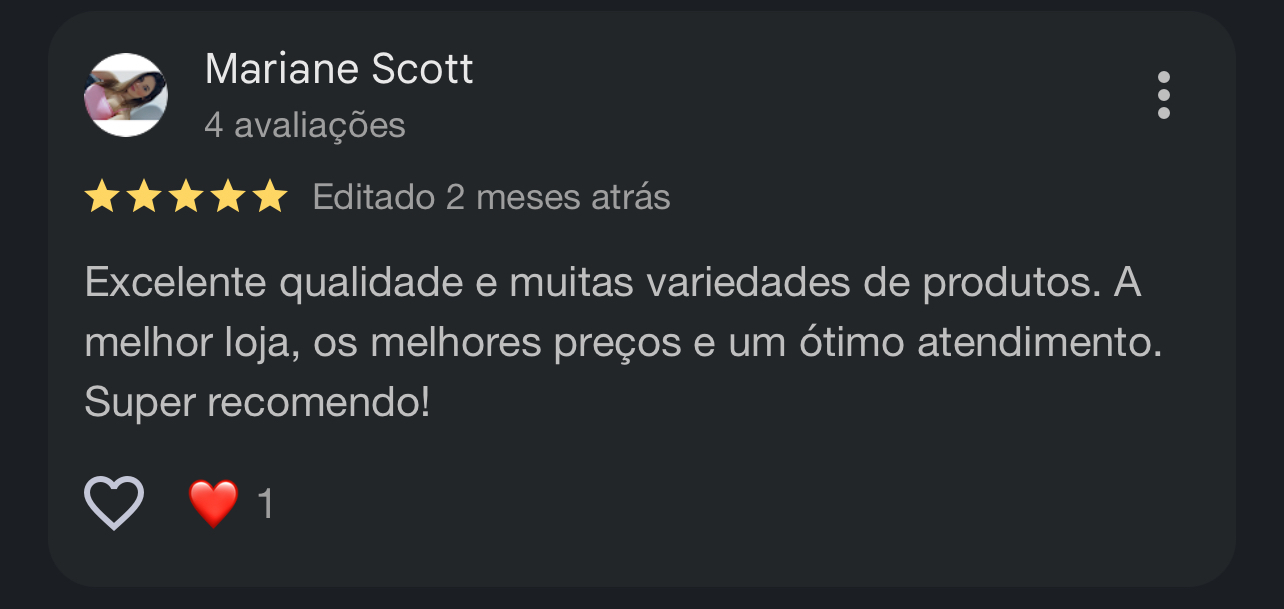 Mariane Scott
4 avaliações
Editado 2 meses atrás
Excelente qualidade e muitas variedades de produtos. A
melhor loja, os melhores preços e um ótimo atendimento.
Super recomendo!
1